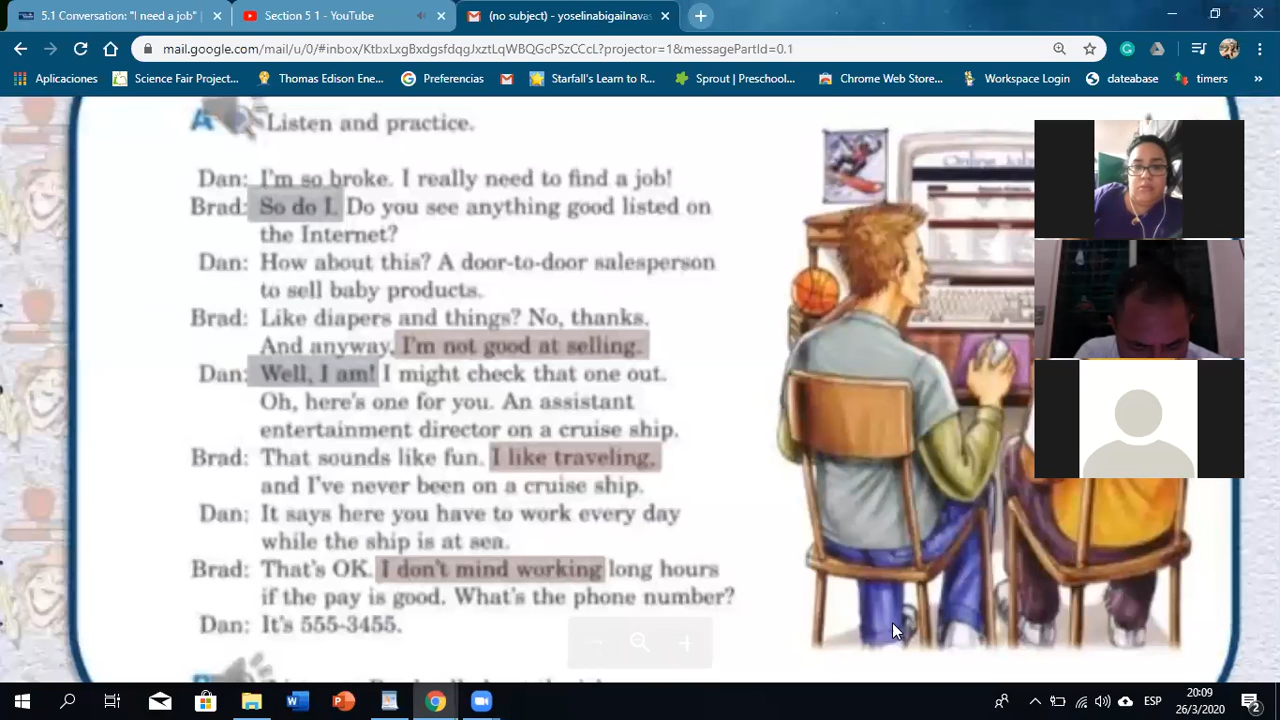 5.1 Conversation: "I need a job"
Section 5 1 - YouTube
(no subject) - yoselinabigailnavas
mail.google.com/mail/u/0/#inbox/KtbxLxgBxdgsfdqgJxztLqWBQGcPSzCCcL?projector=1&messagePartId=0.1
Aplicaciones
Science Fair Project...
Thomas Edison Ene...
Preferencias
Starfall's Learn to R...
Sprout | Preschool...
Chrome Web Store...
Workspace Login
dateabase
timers
»
A Listen and practice.
Dan: I'm so broke. I really need to find a job!
Brad: So do I. Do you see anything good listed on
the Internet?
Dan: How about this? A door-to-door salesperson
to sell baby products.
Brad: Like diapers and things? No, thanks.
And anyway, I'm not good at selling.
Dan: Well, I am! I might check that one out.
Oh, here's one for you. An assistant
entertainment director on a cruise ship.
Brad: That sounds like fun. I like traveling,
and I've never been on a cruise ship.
Dan: It says here you have to work every day
while the ship is at sea.
Brad: That's OK. I don't mind working long hours
if the pay is good. What's the phone number?
Dan: It's 555-3455.
Online Jobs
ESP
20:09
26/3/2020
2